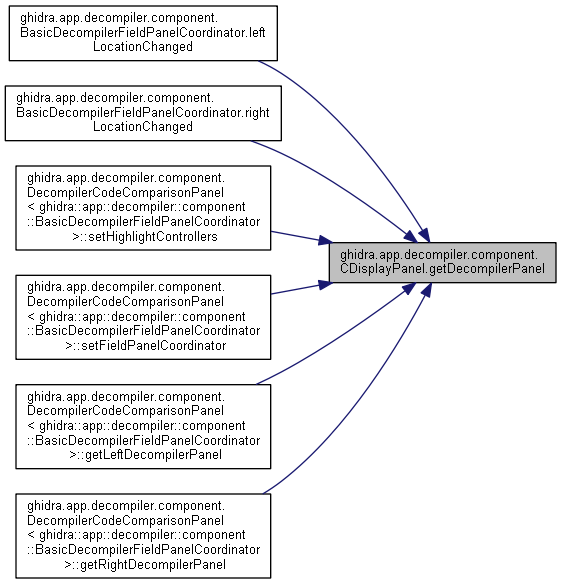 ghidra.app.decompiler.component.
BasicDecompilerFieldPanelCoordinator.left
LocationChanged
ghidra.app.decompiler.component.
BasicDecompilerFieldPanelCoordinator.right
LocationChanged
ghidra.app.decompiler.component.
DecompilerCodeComparisonPanel
< ghidra::app::decompiler::component
::BasicDecompilerFieldPanelCoordinator
>::setHighlightControllers
ghidra.app.decompiler.component.
CDisplayPanel.getDecompilerPanel
ghidra.app.decompiler.component.
DecompilerCodeComparisonPanel
< ghidra::app::decompiler::component
::BasicDecompilerFieldPanelCoordinator
>::setFieldPanelCoordinator
ghidra.app.decompiler.component.
DecompilerCodeComparisonPanel
< ghidra::app::decompiler::component
::BasicDecompilerFieldPanelCoordinator
>::getLeftDecompilerPanel
ghidra.app.decompiler.component.
DecompilerCodeComparisonPanel
< ghidra::app::decompiler::component
::BasicDecompilerFieldPanelCoordinator
>::getRightDecompilerPanel